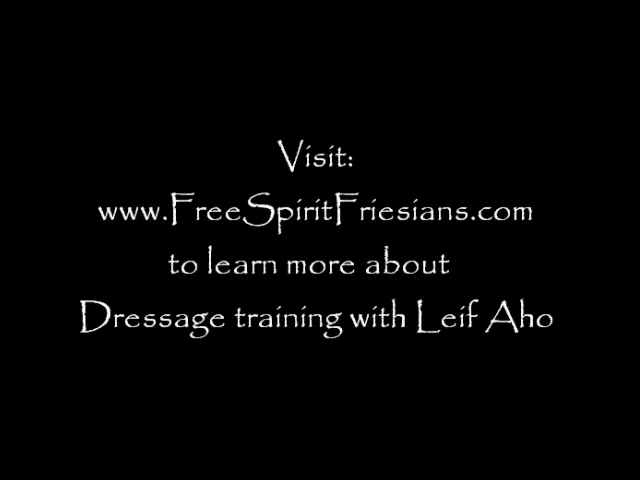 Visit:
www.FreeSpiritFriesians.com
to learn more about
Dressage training with Leif Aho